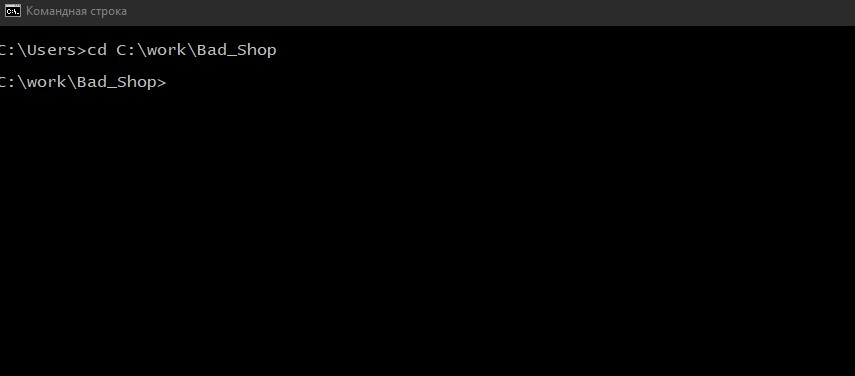 Командная строка
C:\Users>cd C:\work\Bad_Shop
C:\work\Bad_Shop>